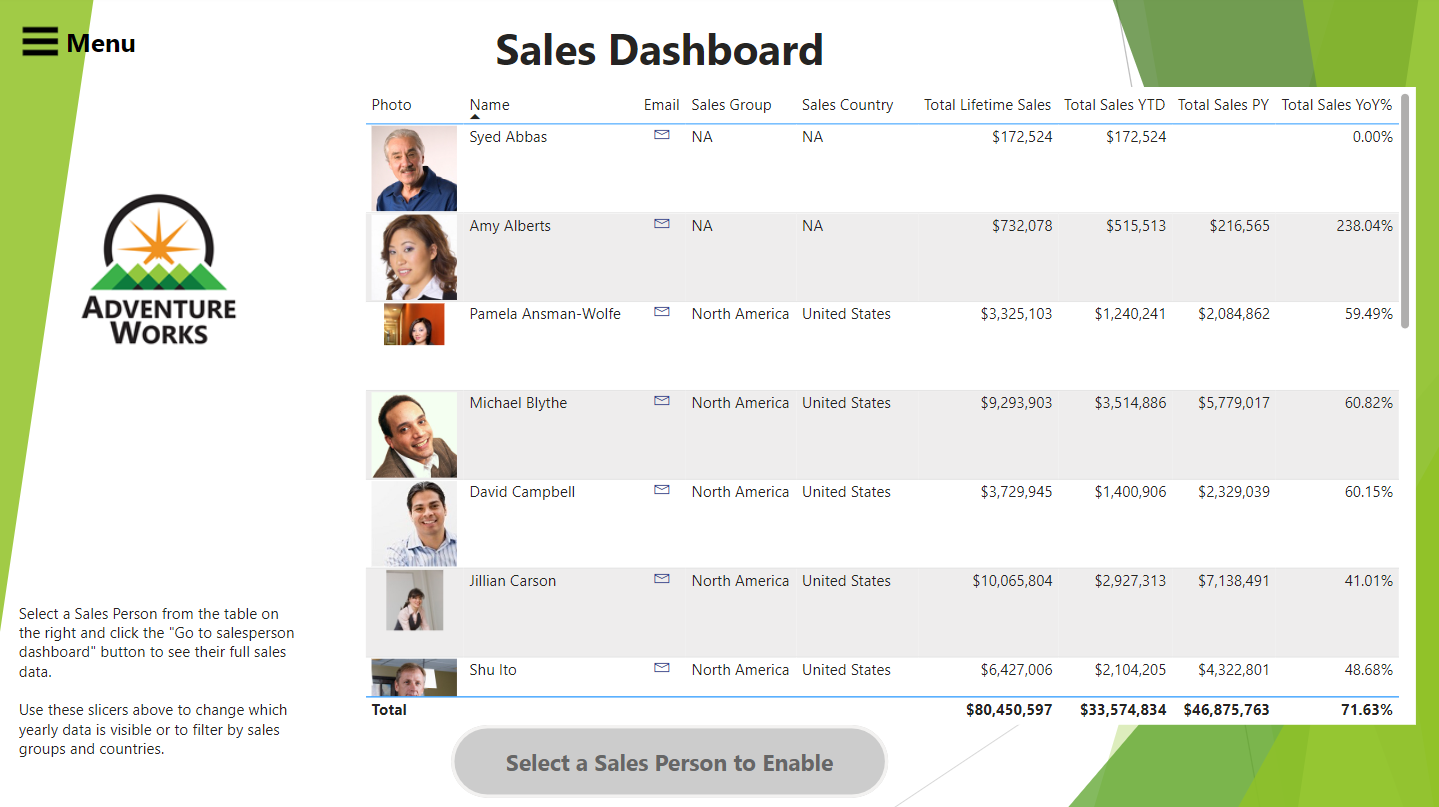 Menu
Sales Dashboard
Photo Name Email Sales Group Sales Country Total Lifetime Sales Total Sales YTD Total Sales PY Total Sales YoY%
Syed Abbas NA NA $172,524 $172,524 0.00%
Amy Alberts NA NA $732,078 $515,513 $216,565 238.04%
Pamela Ansman-Wolfe North America United States $3,325,103 $1,240,241 $2,084,862 59.49%
Michael Blythe North America United States $9,293,903 $3,514,886 $5,779,017 60.82%
David Campbell North America United States $3,729,945 $1,400,906 $2,329,039 60.15%
Jillian Carson North America United States $10,065,804 $2,927,313 $7,138,491 41.01%
Shu Ito North America United States $6,427,006 $2,104,205 $4,322,801 48.68%
Total $80,450,597 $33,574,834 $46,875,763 71.63%
ADVENTURE
WORKS
Select a Sales Person from the table on
the right and click the "Go to salesperson
dashboard" button to see their full sales
data.
Use these slicers above to change which
yearly data is visible or to filter by sales
groups and countries.
Select a Sales Person to Enable